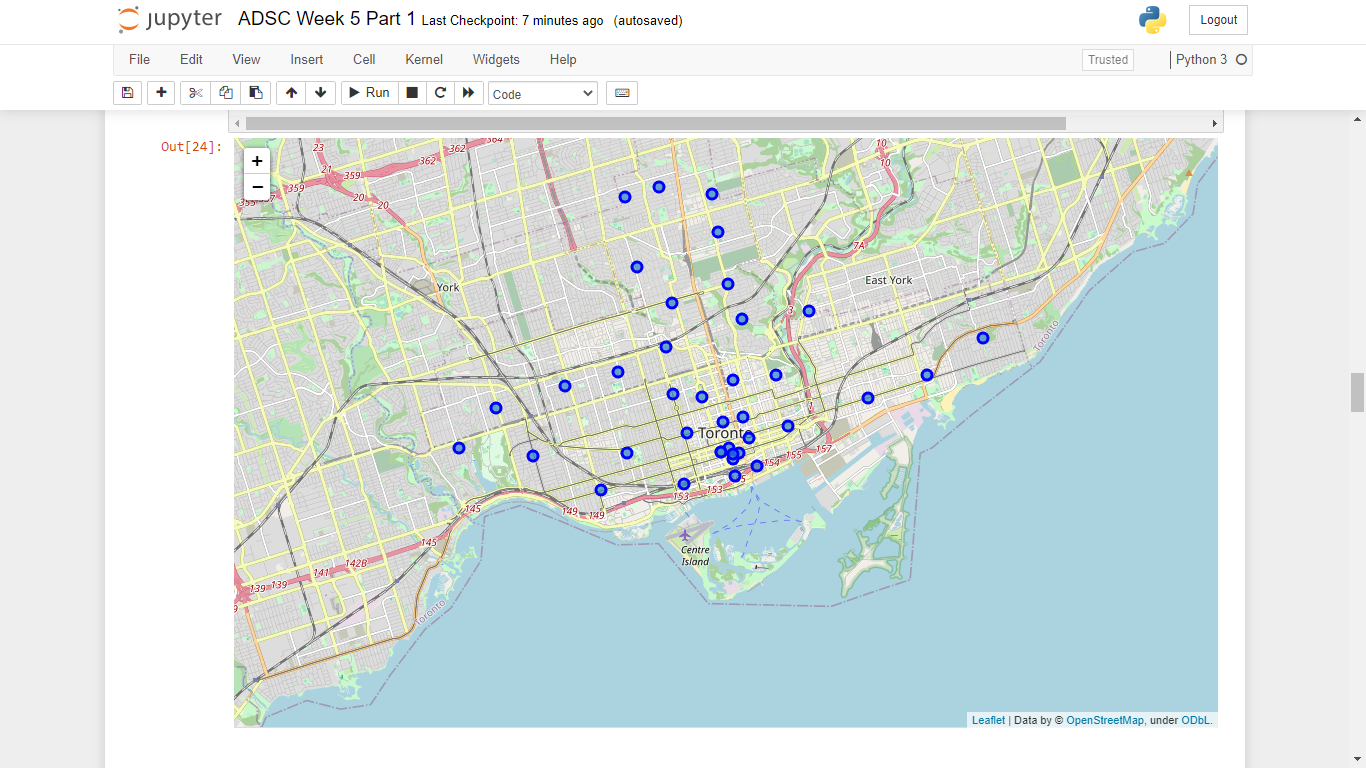 jupyter ADSC Week 5 Part 1 Last Checkpoint: 7 minutes ago (autosaved)
Logout
File Edit View Insert Cell Kernel Widgets Help
Trusted Python 3
Run Code
Out[24]:
+
−
23
362
362
364
10
10
21
359
359
20
20
7A
York
East York
3
Toronto
Toronto
2
157
155
154
153
153
145
149
149
Centre
Island
145
142B
141
139
139
Toronto
Leaflet | Data by © OpenStreetMap, under ODbL.